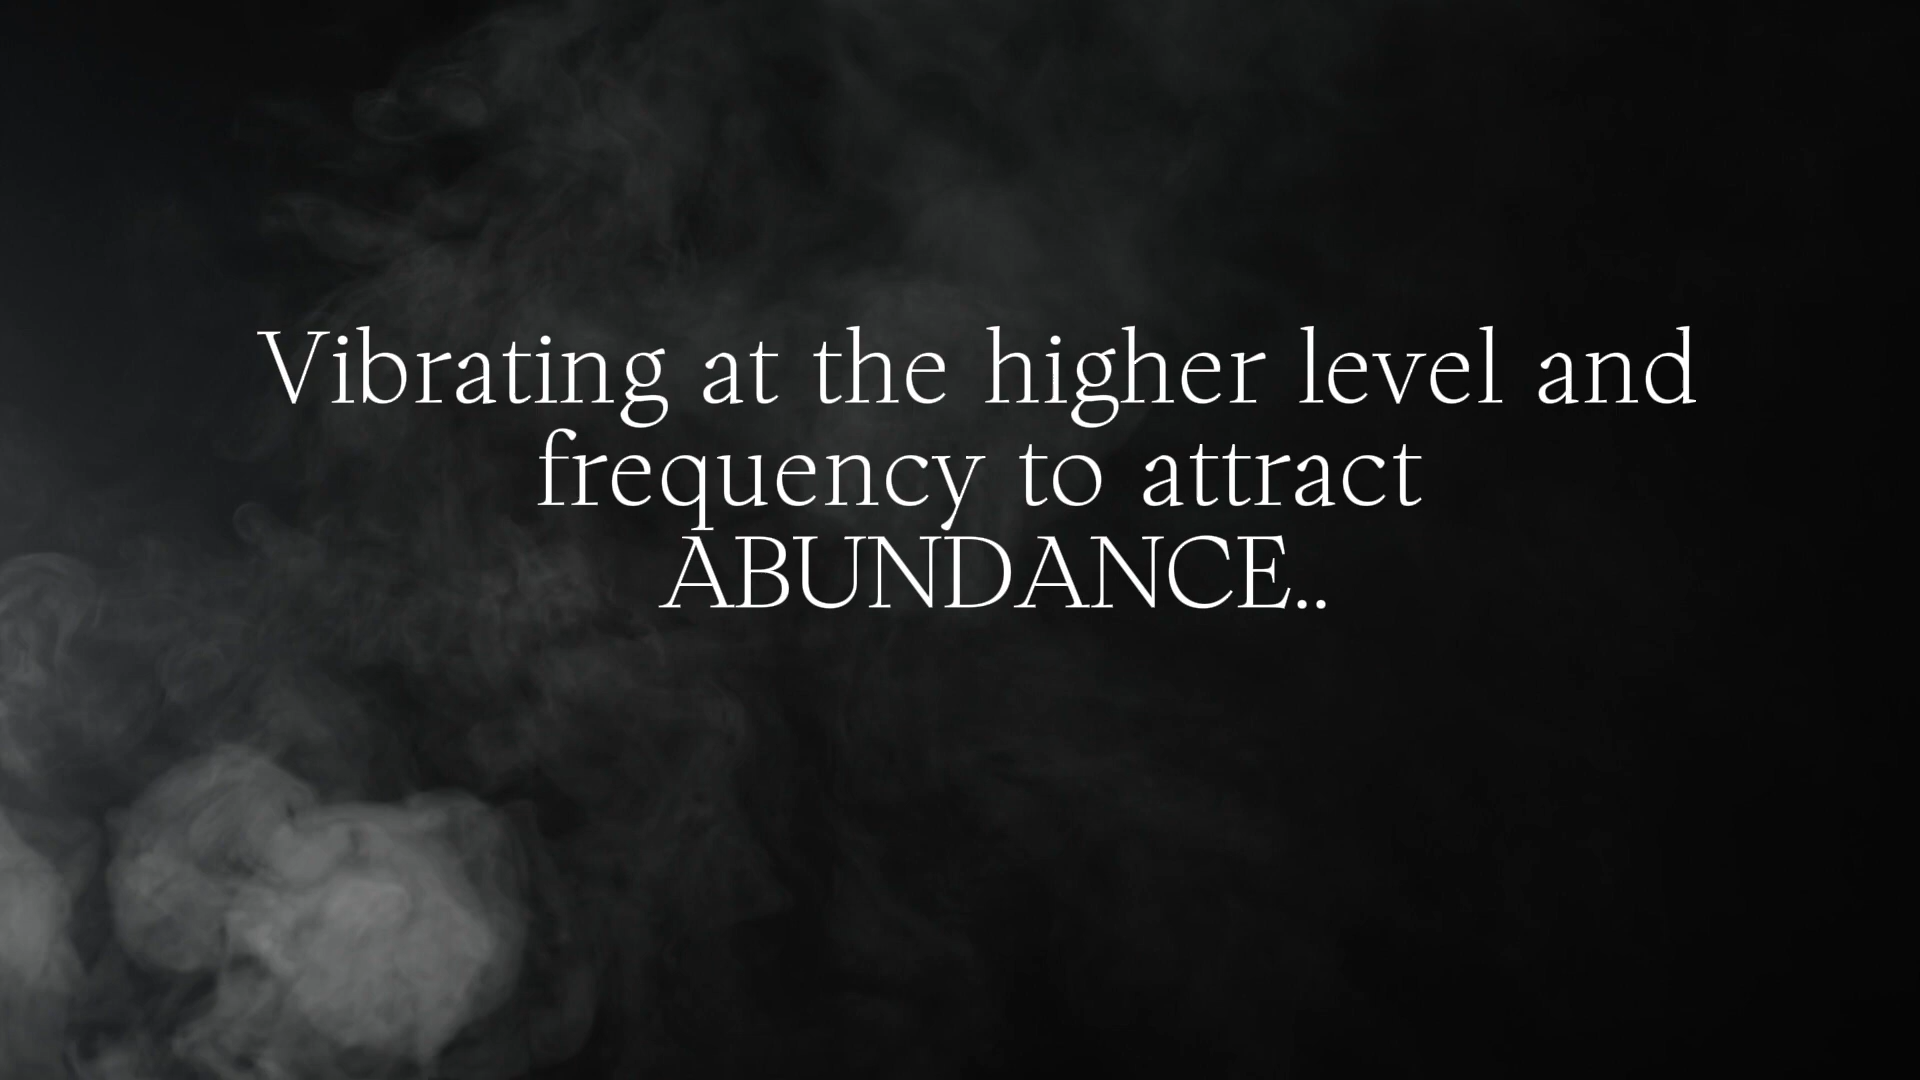 Vibrating at the higher level and
frequency to attract
ABUNDANCE..